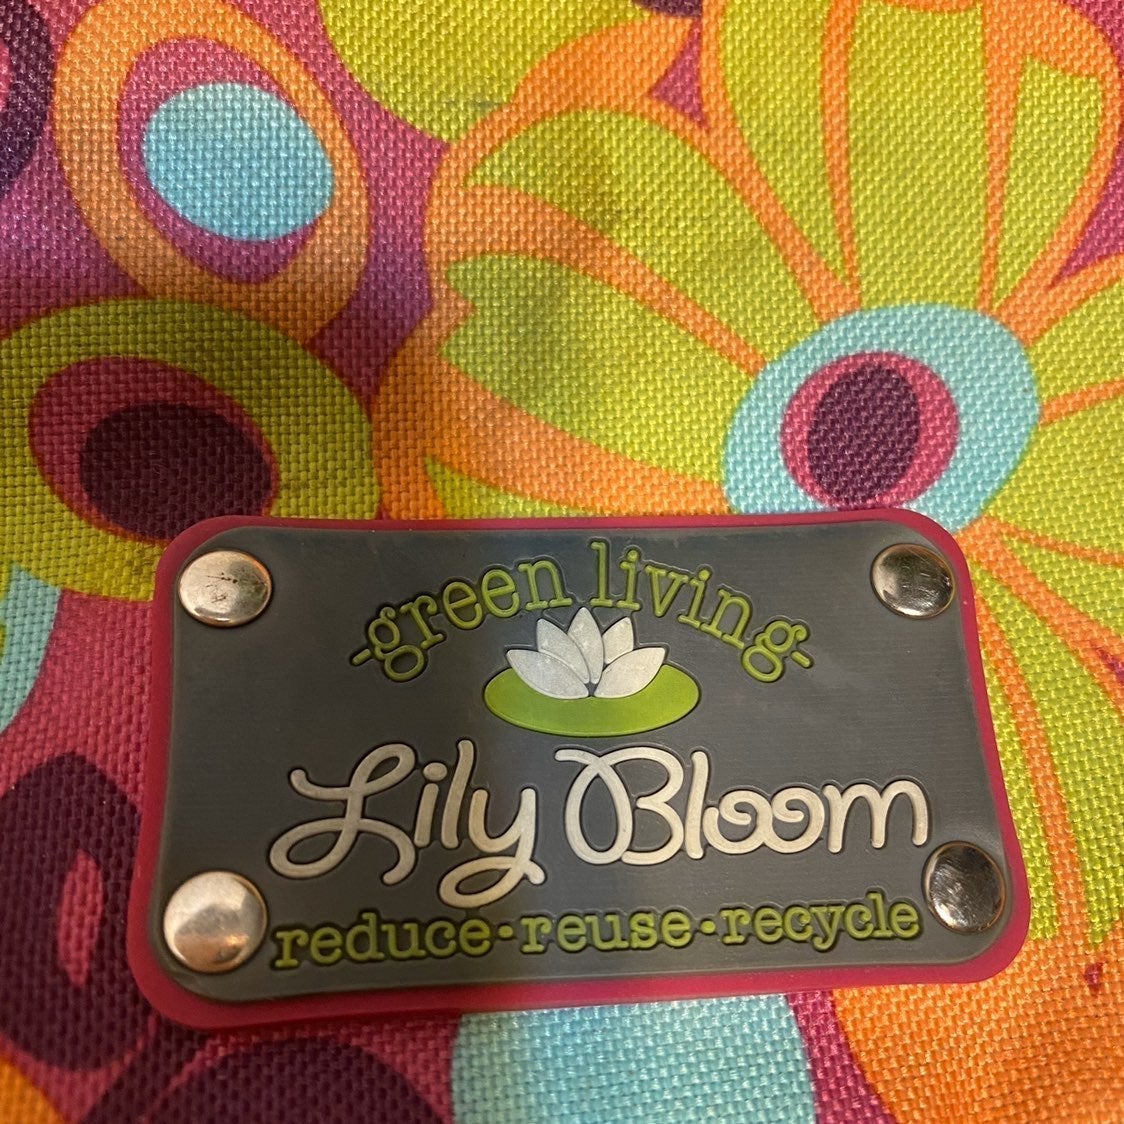 -green living-
Lily Bloom
reduce•reuse•recycle